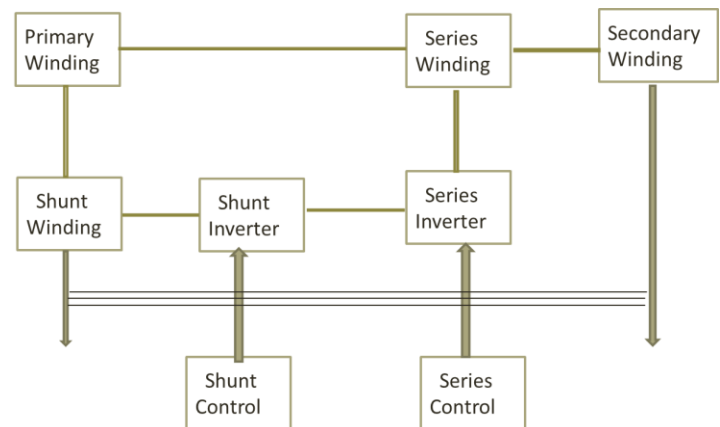 Primary
Winding
Series
Winding
Secondary
Winding
Shunt
Winding
Shunt
Inverter
Series
Inverter
Shunt
Control
Series
Control